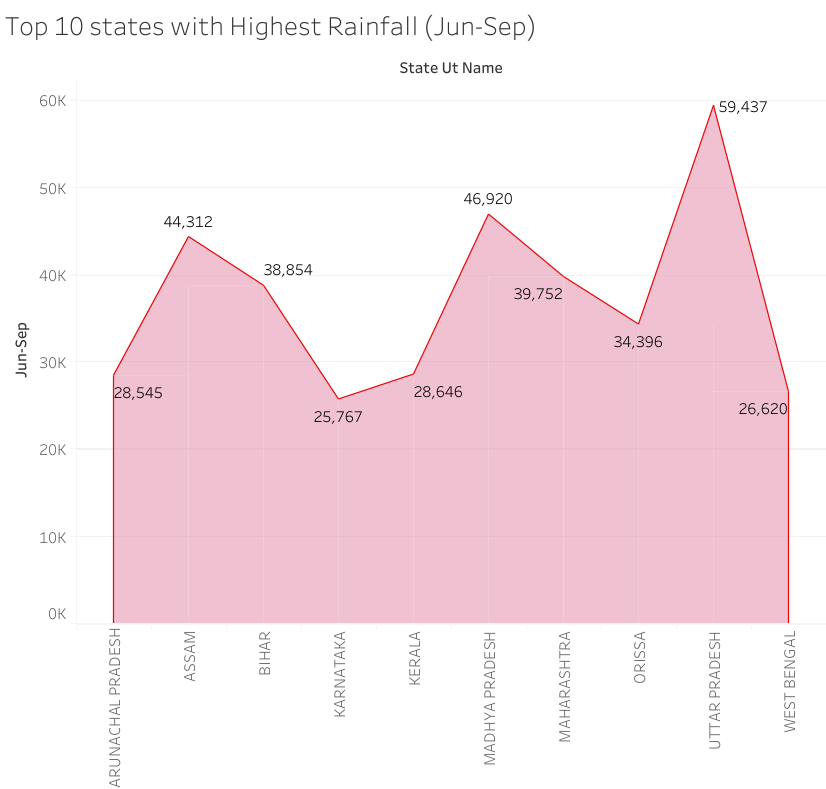 Top 10 states with Highest Rainfall (Jun-Sep)
State Ut Name
Jun-Sep
60K
50K
40K
30K
20K
10K
0K
28,545
44,312
38,854
25,767
28,646
46,920
39,752
34,396
59,437
26,620
ARUNACHAL PRADESH
ASSAM
BIHAR
KARNATAKA
KERALA
MADHYA PRADESH
MAHARASHTRA
ORISSA
UTTAR PRADESH
WEST BENGAL